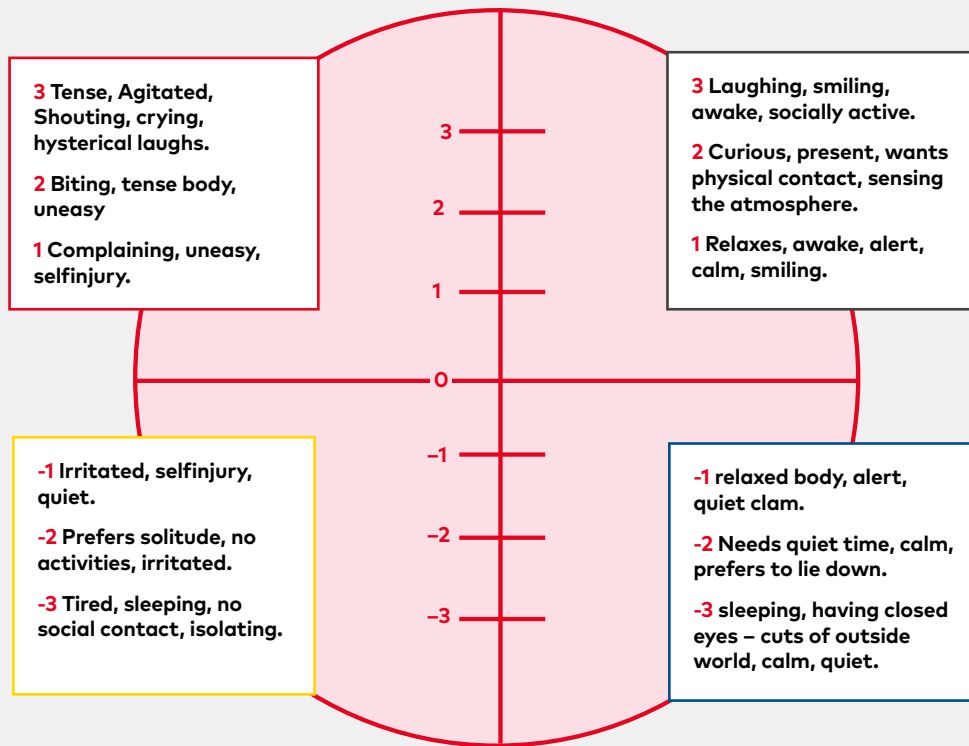 3 Tense, Agitated,
Shouting, crying,
hysterical laughs.
2 Biting, tense body,
uneasy
1 Complaining, uneasy,
selfinjury.
3 Laughing, smiling,
awake, socially active.
2 Curious, present, wants
physical contact, sensing
the atmosphere.
1 Relaxes, awake, alert,
calm, smiling.
3
2
1
0
–1
–2
–3
-1 Irritated, selfinjury,
quiet.
-2 Prefers solitude, no
activities, irritated.
-3 Tired, sleeping, no
social contact, isolating.
-1 relaxed body, alert,
quiet clam.
-2 Needs quiet time, calm,
prefers to lie down.
-3 sleeping, having closed
eyes – cuts of outside
world, calm, quiet.